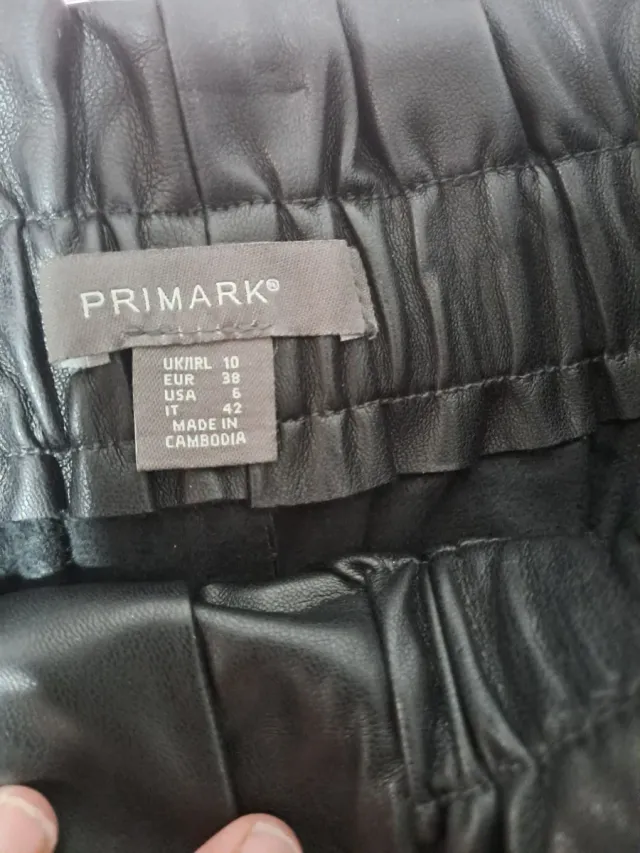 PRIMARK®
UK/IRL 10
EUR 38
USA 6
IT 42
MADE IN
CAMBODIA